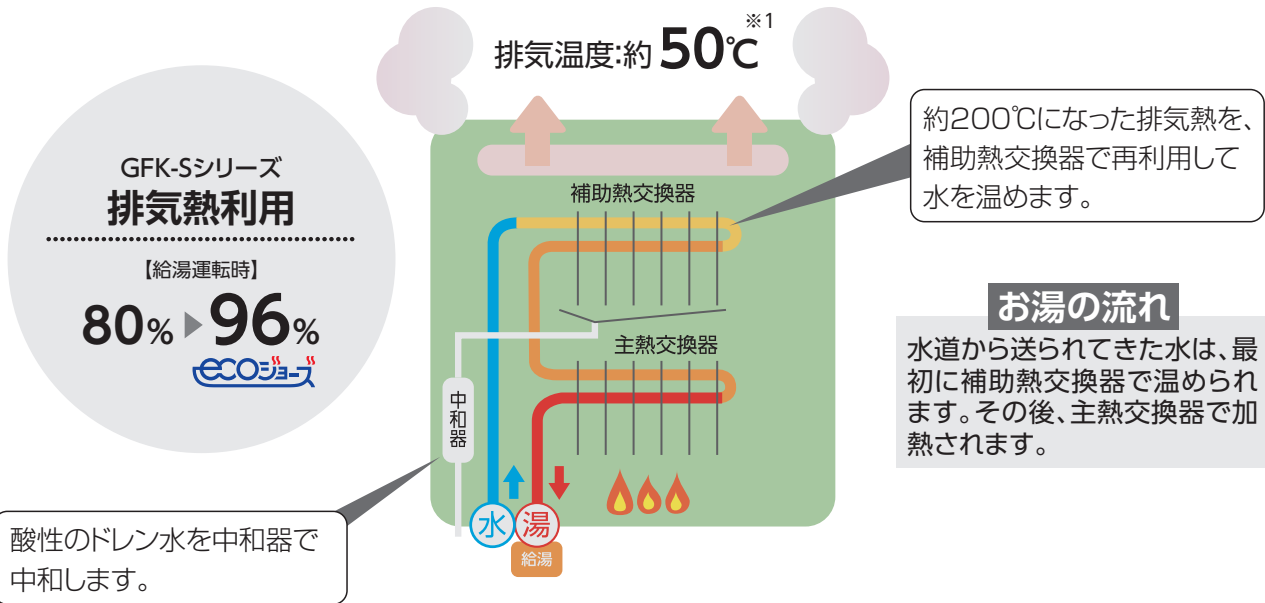 排気温度:約50℃※1
GFK-Sシリーズ
排気熱利用
【給湯運転時】
80%▶96%
ecoジョーズ
補助熱交換器
主熱交換器
中和器
水
湯
給湯
約200℃になった排気熱を、
補助熱交換器で再利用して
水を温めます。
お湯の流れ
水道から送られてきた水は、最
初に補助熱交換器で温められ
ます。その後、主熱交換器で加
熱されます。
酸性のドレン水を中和器で
中和します。